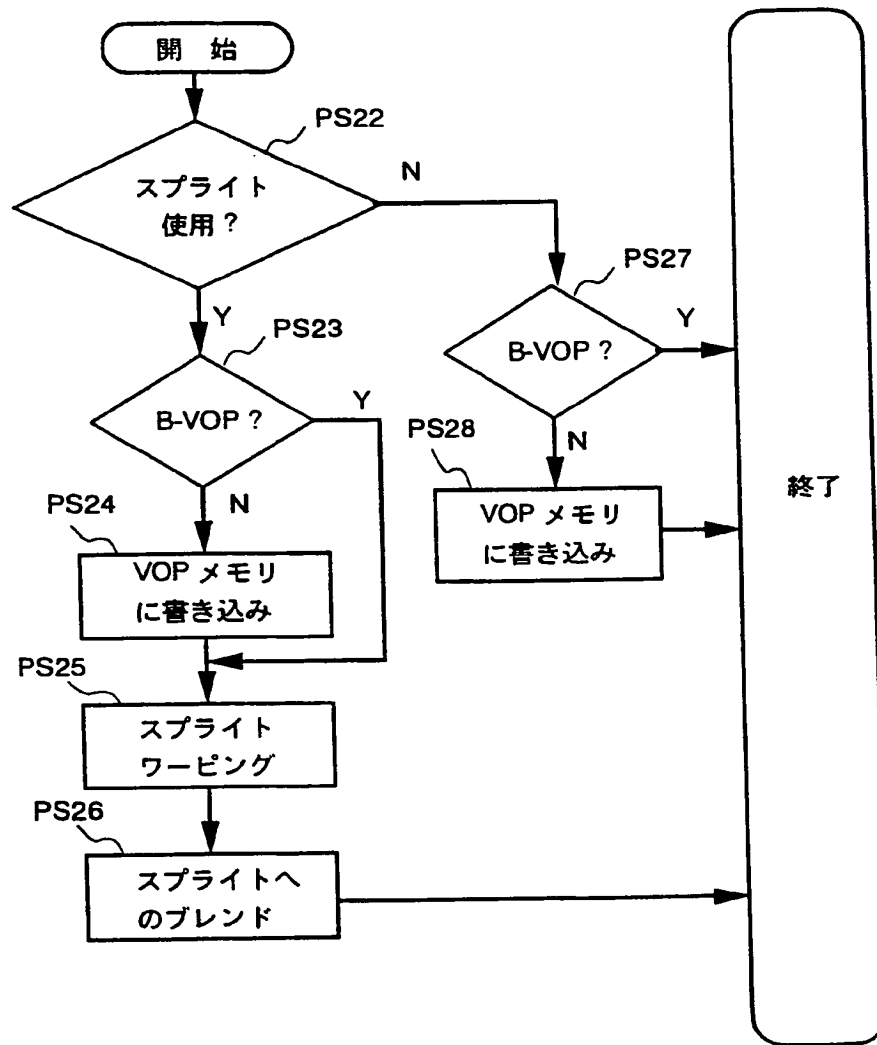 開 始
PS22
スプライト
使用?
N
Y
PS23
B-VOP?
Y
N
PS24
VOP メモリ
に書き込み
PS25
スプライト
ワーピング
PS26
スプライトへ
のブレンド
PS27
B-VOP?
Y
N
PS28
VOP メモリ
に書き込み
終了